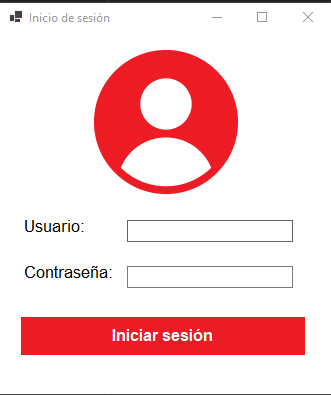 Inicio de sesión
Usuario:
Contraseña:
Iniciar sesión